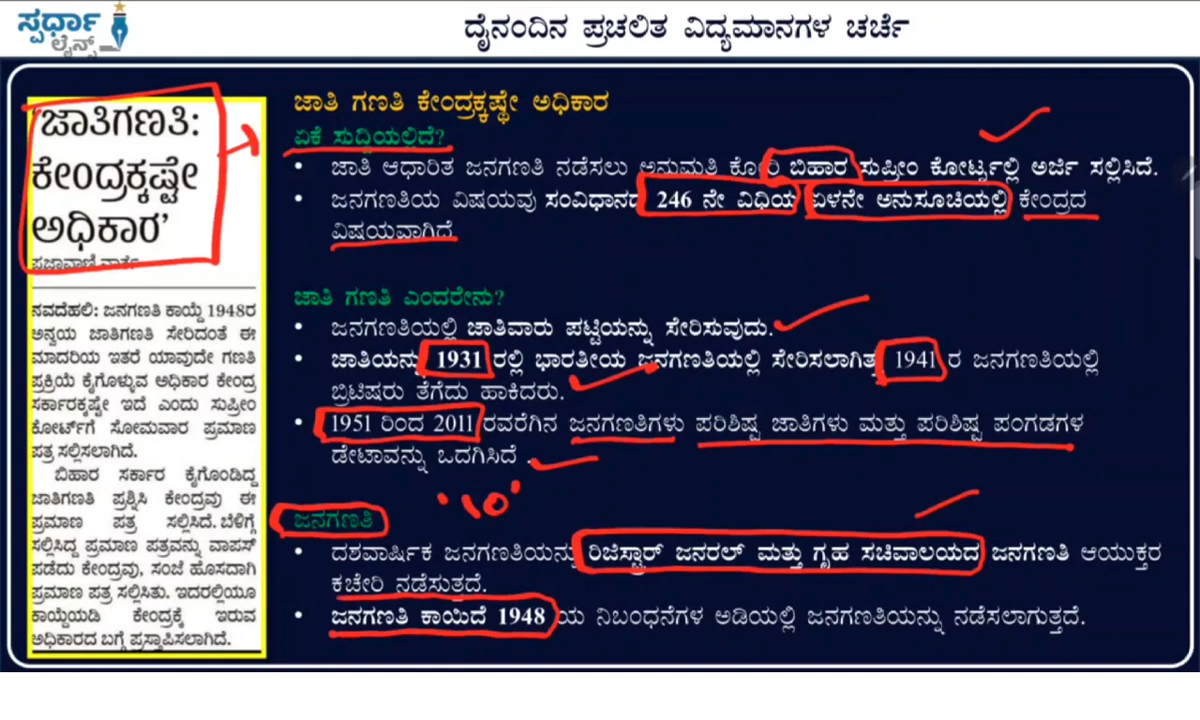 ಸ್ಪರ್ಧಾ
ಲೈನ್ಸ್
ದೈನಂದಿನ ಪ್ರಚಲಿತ ವಿದ್ಯಮಾನಗಳ ಚರ್ಚೆ
'ಜಾತಿಗಣತಿ:
ಕೇಂದ್ರಕ್ಕಷ್ಟೇ
ಅಧಿಕಾರ'
ಪ್ರಜಾವಾಣಿ ವಾರ್ತೆ
ನವದೆಹಲಿ: ಜನಗಣತಿ ಕಾಯ್ದೆ 1948ರ
ಅನ್ವಯ ಜಾತಿಗಣತಿ ಸೇರಿದಂತೆ ಈ
ಮಾದರಿಯ ಇತರೆ ಯಾವುದೇ ಗಣತಿ
ಪ್ರಕ್ರಿಯೆ ಕೈಗೊಳ್ಳುವ ಅಧಿಕಾರ ಕೇಂದ್ರ
ಸರ್ಕಾರಕ್ಕಷ್ಟೇ ಇದೆ ಎಂದು ಸುಪ್ರೀಂ
ಕೋರ್ಟ್‌ಗೆ ಸೋಮವಾರ ಪ್ರಮಾಣ
ಪತ್ರ ಸಲ್ಲಿಸಲಾಗಿದೆ.
ಬಿಹಾರ ಸರ್ಕಾರ ಕೈಗೊಂಡಿದ್ದ
ಜಾತಿಗಣತಿ ಪ್ರಶ್ನಿಸಿ ಕೇಂದ್ರವು ಈ
ಪ್ರಮಾಣ ಪತ್ರ ಸಲ್ಲಿಸಿದೆ. ಬೆಳಿಗ್ಗೆ
ಸಲ್ಲಿಸಿದ್ದ ಪ್ರಮಾಣ ಪತ್ರವನ್ನು ವಾಪಸ್
ಪಡೆದು ಕೇಂದ್ರವು, ಸಂಜೆ ಹೊಸದಾಗಿ
ಪ್ರಮಾಣ ಪತ್ರ ಸಲ್ಲಿಸಿತು. ಇದರಲ್ಲಿಯೂ
ಕಾಯ್ದೆಯಡಿ ಕೇಂದ್ರಕ್ಕೆ ಇರುವ
ಅಧಿಕಾರದ ಬಗ್ಗೆ ಪ್ರಸ್ತಾಪಿಸಲಾಗಿದೆ.
ಜಾತಿ ಗಣತಿ ಕೇಂದ್ರಕ್ಕಷ್ಟೇ ಅಧಿಕಾರ
ಏಕೆ ಸುದ್ದಿಯಲ್ಲಿದೆ?
• ಜಾತಿ ಆಧಾರಿತ ಜನಗಣತಿ ನಡೆಸಲು ಅನುಮತಿ ಕೋರಿ ಬಿಹಾರ ಸುಪ್ರೀಂ ಕೋರ್ಟ್ನಲ್ಲಿ ಅರ್ಜಿ ಸಲ್ಲಿಸಿದೆ.
• ಜನಗಣತಿಯ ವಿಷಯವು ಸಂವಿಧಾನದ 246 ನೇ ವಿಧಿಯ ಏಳನೇ ಅನುಸೂಚಿಯಲ್ಲಿ ಕೇಂದ್ರದ
ವಿಷಯವಾಗಿದೆ
ಜಾತಿ ಗಣತಿ ಎಂದರೇನು?
• ಜನಗಣತಿಯಲ್ಲಿ ಜಾತಿವಾರು ಪಟ್ಟಿಯನ್ನು ಸೇರಿಸುವುದು.
• ಜಾತಿಯನ್ನು 1931 ರಲ್ಲಿ ಭಾರತೀಯ ಜನಗಣತಿಯಲ್ಲಿ ಸೇರಿಸಲಾಗಿತ್ತು 1941 ರ ಜನಗಣತಿಯಲ್ಲಿ
ಬ್ರಿಟಿಷರು ತೆಗೆದು ಹಾಕಿದರು.
• 1951 ರಿಂದ 2011 ರವರೆಗಿನ ಜನಗಣತಿಗಳು ಪರಿಶಿಷ್ಟ ಜಾತಿಗಳು ಮತ್ತು ಪರಿಶಿಷ್ಟ ಪಂಗಡಗಳ
ಡೇಟಾವನ್ನು ಒದಗಿಸಿದೆ .
'10'
ಜನಗಣತಿ
• ದಶವಾರ್ಷಿಕ ಜನಗಣತಿಯನ್ನು ರಿಜಿಸ್ಟ್ರಾರ್ ಜನರಲ್ ಮತ್ತು ಗೃಹ ಸಚಿವಾಲಯದ ಜನಗಣತಿ ಆಯುಕ್ತರ
ಕಚೇರಿ ನಡೆಸುತ್ತದೆ.
• ಜನಗಣತಿ ಕಾಯಿದೆ 1948 ಯ ನಿಬಂಧನೆಗಳ ಅಡಿಯಲ್ಲಿ ಜನಗಣತಿಯನ್ನು ನಡೆಸಲಾಗುತ್ತದೆ.